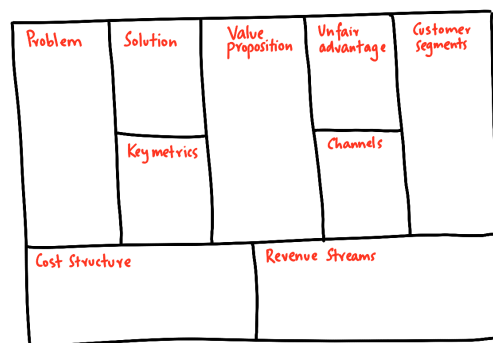 Problem
Solution
Value
proposition
Unfair
advantage
Customer
segments
Key metrics
Channels
Cost Structure
Revenue Streams